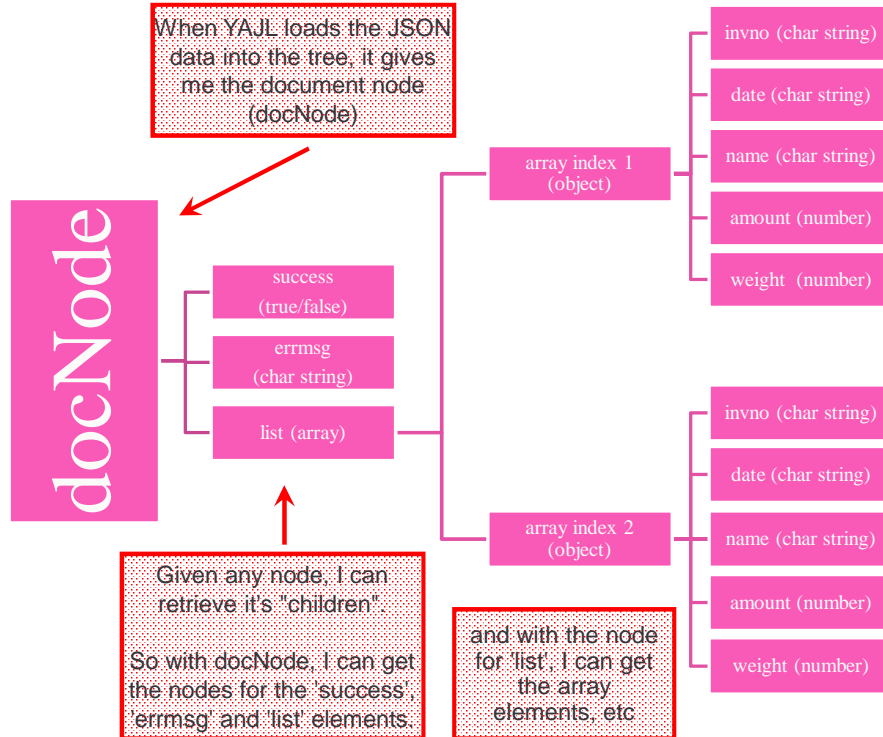 When YAJL loads the JSON
data into the tree, it gives
me the document node
(docNode)
docNode
success
(true/false)
errmsg
(char string)
list (array)
array index 1
(object)
invno (char string)
date (char string)
name (char string)
amount (number)
weight (number)
array index 2
(object)
invno (char string)
date (char string)
name (char string)
amount (number)
weight (number)
Given any node, I can
retrieve it's "children".
So with docNode, I can get
the nodes for the 'success',
'errmsg' and 'list' elements.
and with the node
for 'list', I can get
the array
elements, etc